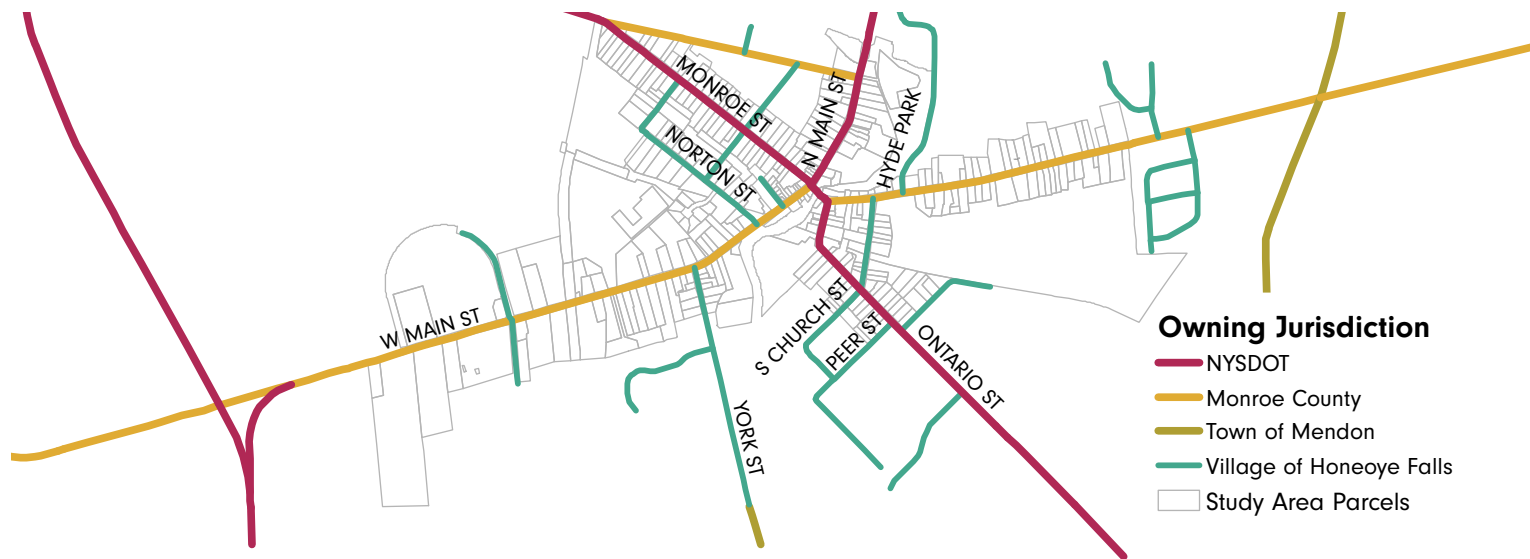 MONROE ST
N MAIN ST
HYDE PARK
NORTON ST
W MAIN ST
S CHURCH ST
PEER ST
ONTARIO ST
YORK ST
Owning Jurisdiction
NYSDOT
Monroe County
Town of Mendon
Village of Honeoye Falls
Study Area Parcels